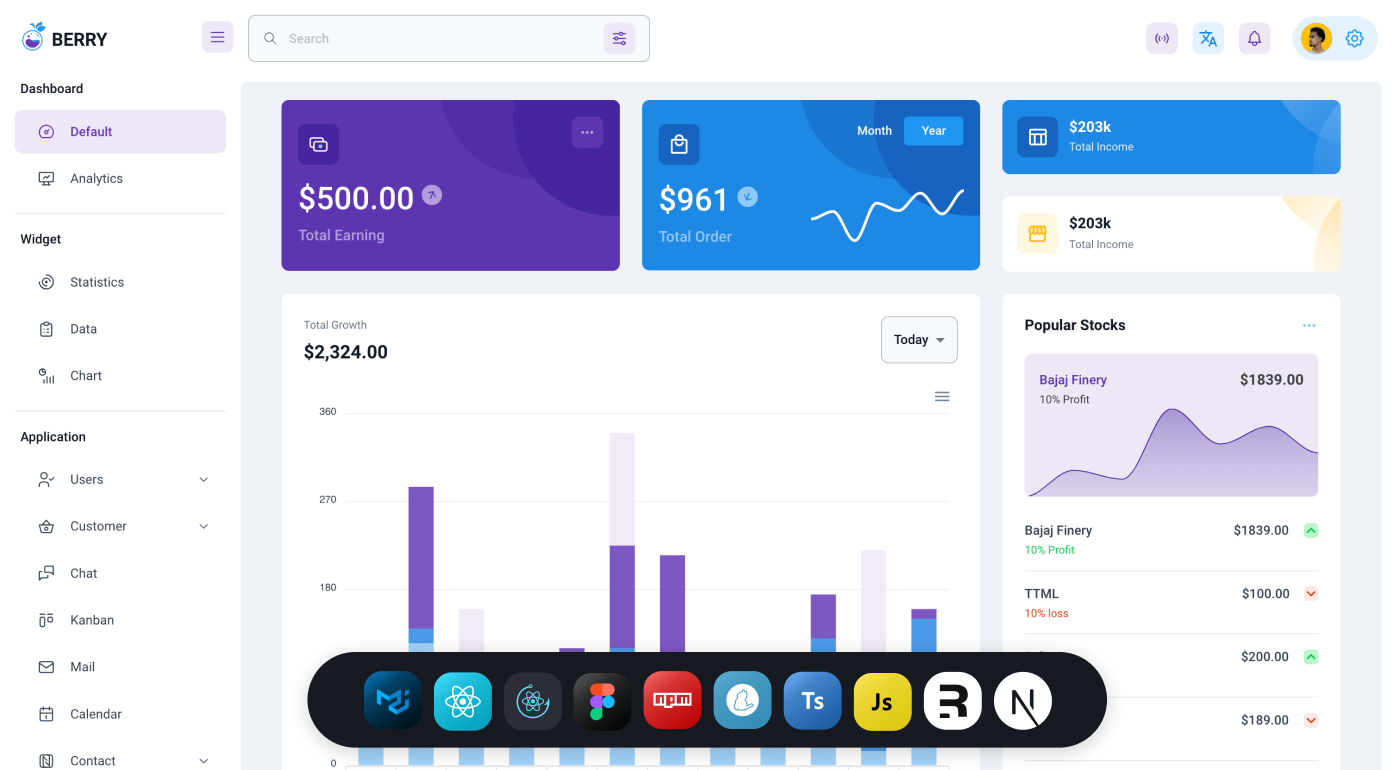 BERRY
Search
Dashboard
Default
Analytics
Widget
Statistics
Data
Chart
Application
Users
Customer
Chat
Kanban
Mail
Calendar
Contact
$500.00
Total Earning
Month
Year
$961
Total Order
$203k
Total Income
$203k
Total Income
Total Growth
$2,324.00
Today
360
270
180
0
Popular Stocks
Bajaj Finery
$1839.00
10% Profit
Bajaj Finery
$1839.00
10% Profit
TTML
$100.00
10% loss
$200.00
$189.00
npm
Ts
Js
R
N